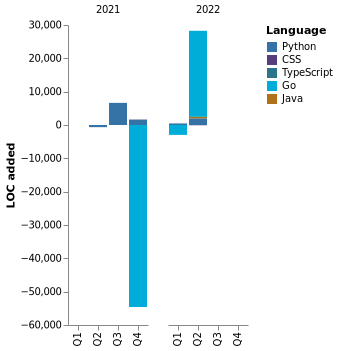 2021
2022
Language
Python
CSS
TypeScript
Go
Java
LOC added
30,000
20,000
10,000
0
−10,000
−20,000
−30,000
−40,000
−50,000
−60,000
Q1
Q2
Q3
Q4
Q1
Q2
Q3
Q4